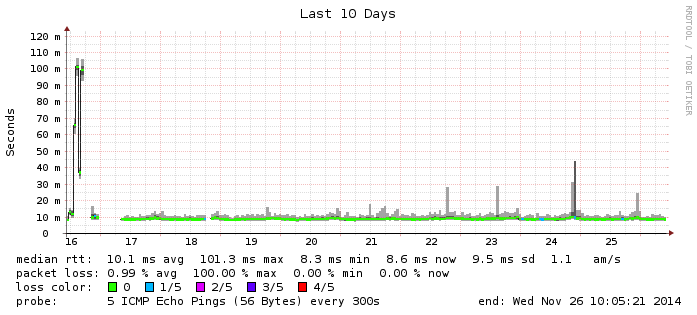 Last 10 Days
RRDTOOL / TOBI OETIKER
Seconds
120 m
110 m
100 m
90 m
80 m
70 m
60 m
50 m
40 m
30 m
20 m
10 m
0
16 17 18 19 20 21 22 23 24 25
median rtt: 10.1 ms avg 101.3 ms max 8.3 ms min 8.6 ms now 9.5 ms sd 1.1 am/s
packet loss: 0.99 % avg 100.00 % max 0.00 % min 0.00 % now
loss color: 0 1/5 2/5 3/5 4/5
probe: 5 ICMP Echo Pings (56 Bytes) every 300s end: Wed Nov 26 10:05:21 2014